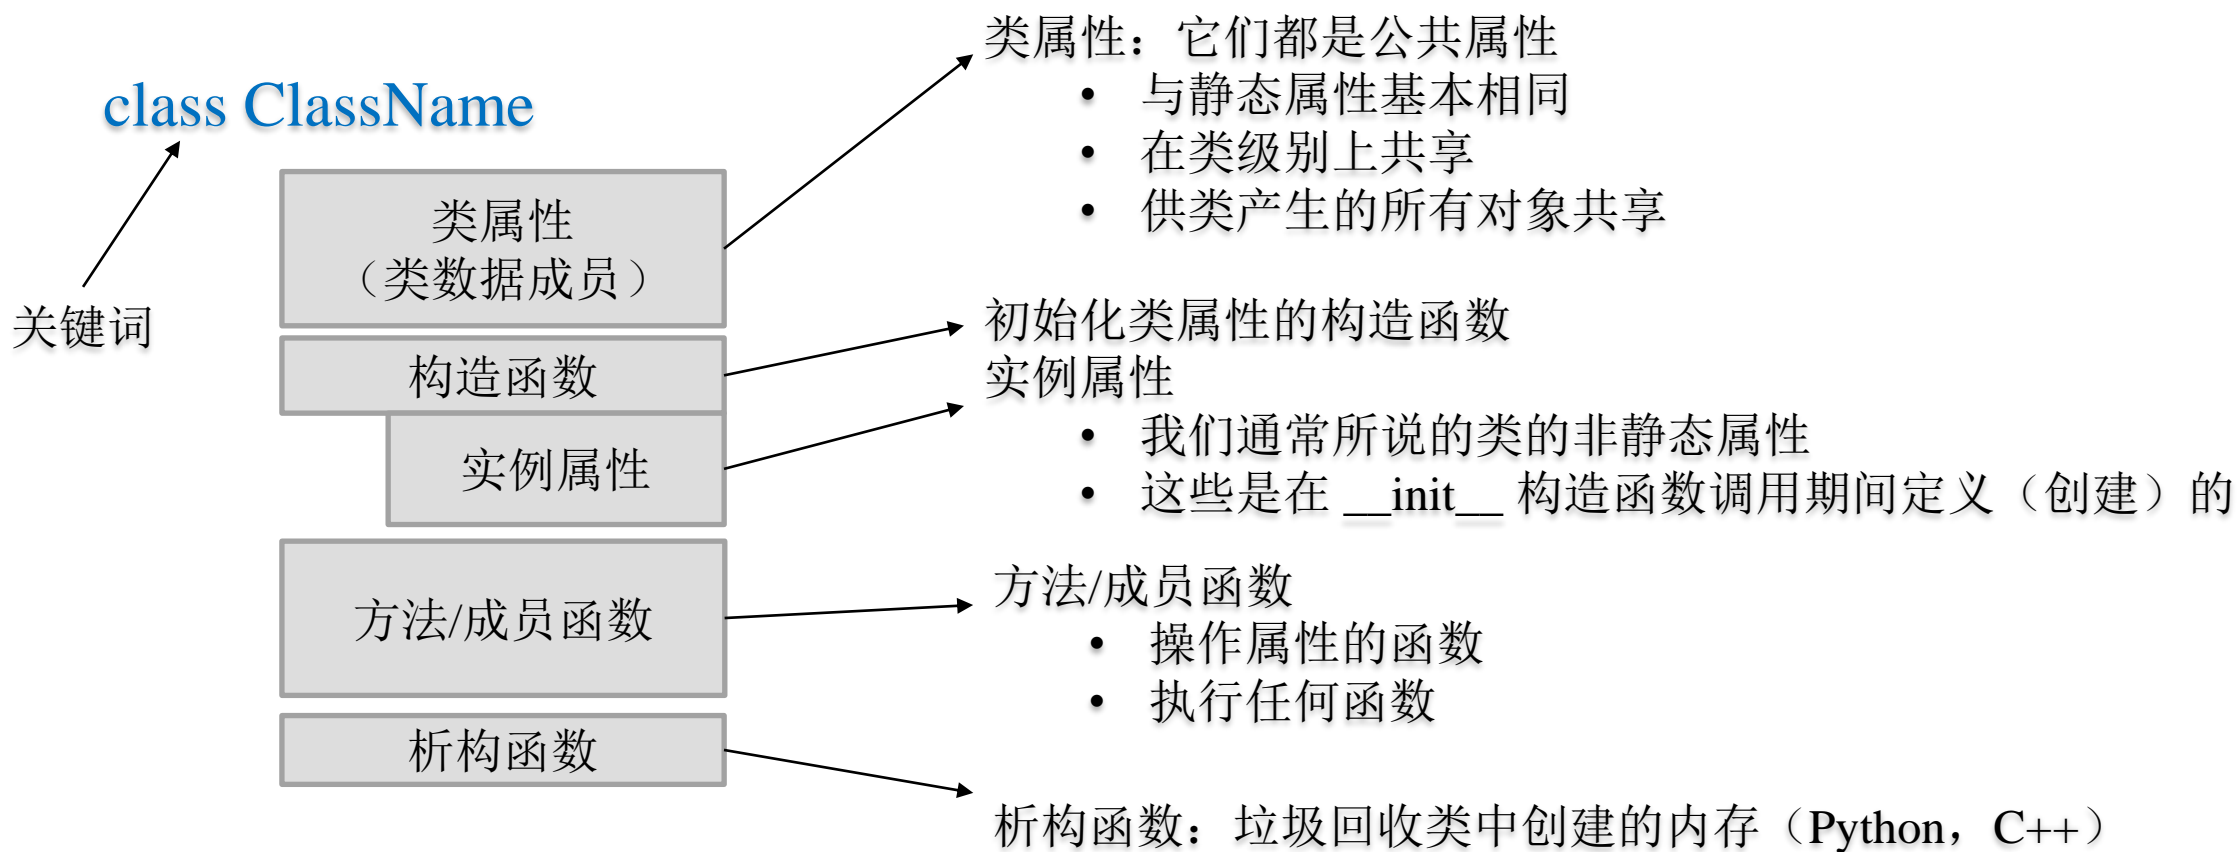 class ClassName
关键词
类属性
（类数据成员）
构造函数
实例属性
方法/成员函数
析构函数
类属性：它们都是公共属性
• 与静态属性基本相同
• 在类级别上共享
• 供类产生的所有对象共享
初始化类属性的构造函数
实例属性
• 我们通常所说的类的非静态属性
• 这些是在 __init__ 构造函数调用期间定义（创建）的
方法/成员函数
• 操作属性的函数
• 执行任何函数
析构函数：垃圾回收类中创建的内存（Python，C++）